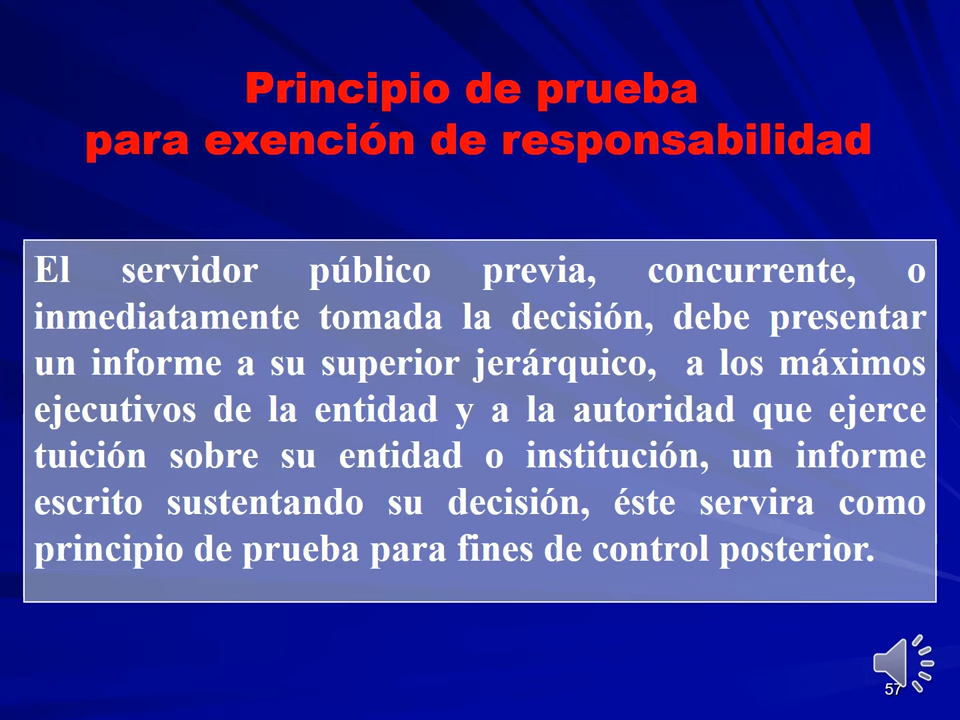 Principio de prueba
para exención de responsabilidad
El servidor público previa, concurrente, o
inmediatamente tomada la decisión, debe presentar
un informe a su superior jerárquico, a los máximos
ejecutivos de la entidad y a la autoridad que ejerce
tuición sobre su entidad o institución, un informe
escrito sustentando su decisión, éste servira como
principio de prueba para fines de control posterior.
57